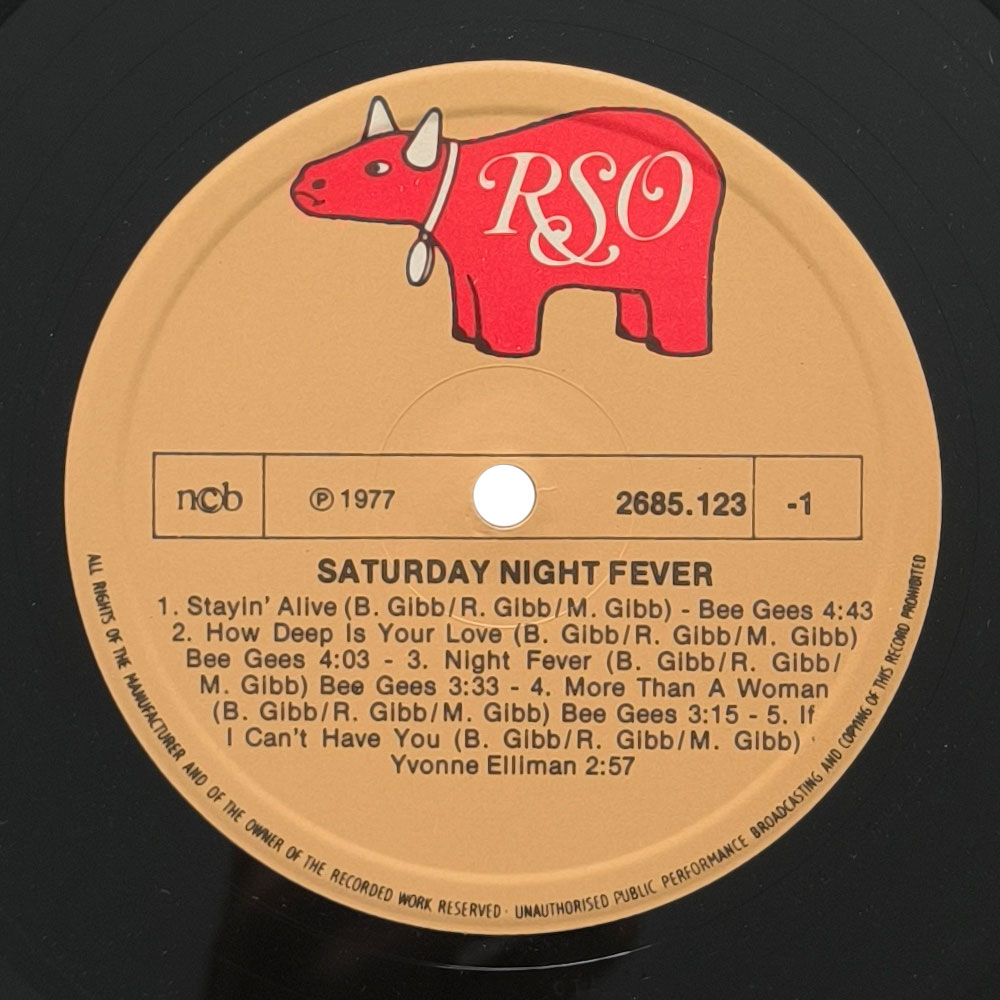 RSO
ncb
℗ 1977
2685.123
-1
SATURDAY NIGHT FEVER
1. Stayin' Alive (B. Gibb/R. Gibb/M. Gibb) - Bee Gees 4:43
2. How Deep Is Your Love (B. Gibb/R. Gibb/M. Gibb)
Bee Gees 4:03 - 3. Night Fever (B. Gibb/R. Gibb/
M. Gibb) Bee Gees 3:33 - 4. More Than A Woman
(B. Gibb/R. Gibb/M. Gibb) Bee Gees 3:15 - 5. If
I Can't Have You (B. Gibb/R. Gibb/M. Gibb)
Yvonne Elliman 2:57
ALL RIGHTS OF THE MANUFACTURER AND OF THE OWNER OF THE RECORDED WORK RESERVED · UNAUTHORISED PUBLIC PERFORMANCE BROADCASTING AND COPYING OF THIS RECORD PROHIBITED